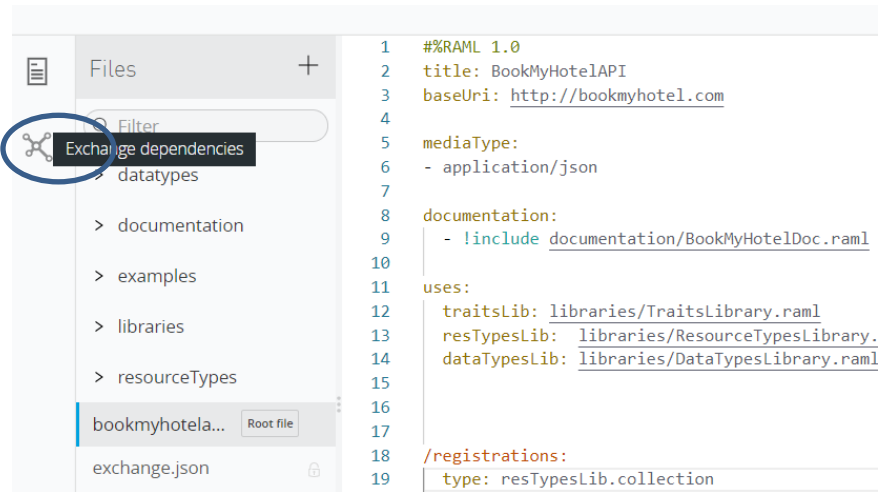 Files
Filter
Exchange dependencies
datatypes
documentation
examples
libraries
resourceTypes
bookmyhotela... Root file
exchange.json
1 #%RAML 1.0
2 title: BookMyHotelAPI
3 baseUri: http://bookmyhotel.com
4
5 mediaType:
6 - application/json
7
8 documentation:
9 - !include documentation/BookMyHotelDoc.raml
10
11 uses:
12 traitsLib: libraries/TraitsLibrary.raml
13 resTypesLib: libraries/ResourceTypesLibrary.
14 dataTypesLib: libraries/DataTypesLibrary.raml
15
16
17
18 /registrations:
19 type: resTypesLib.collection